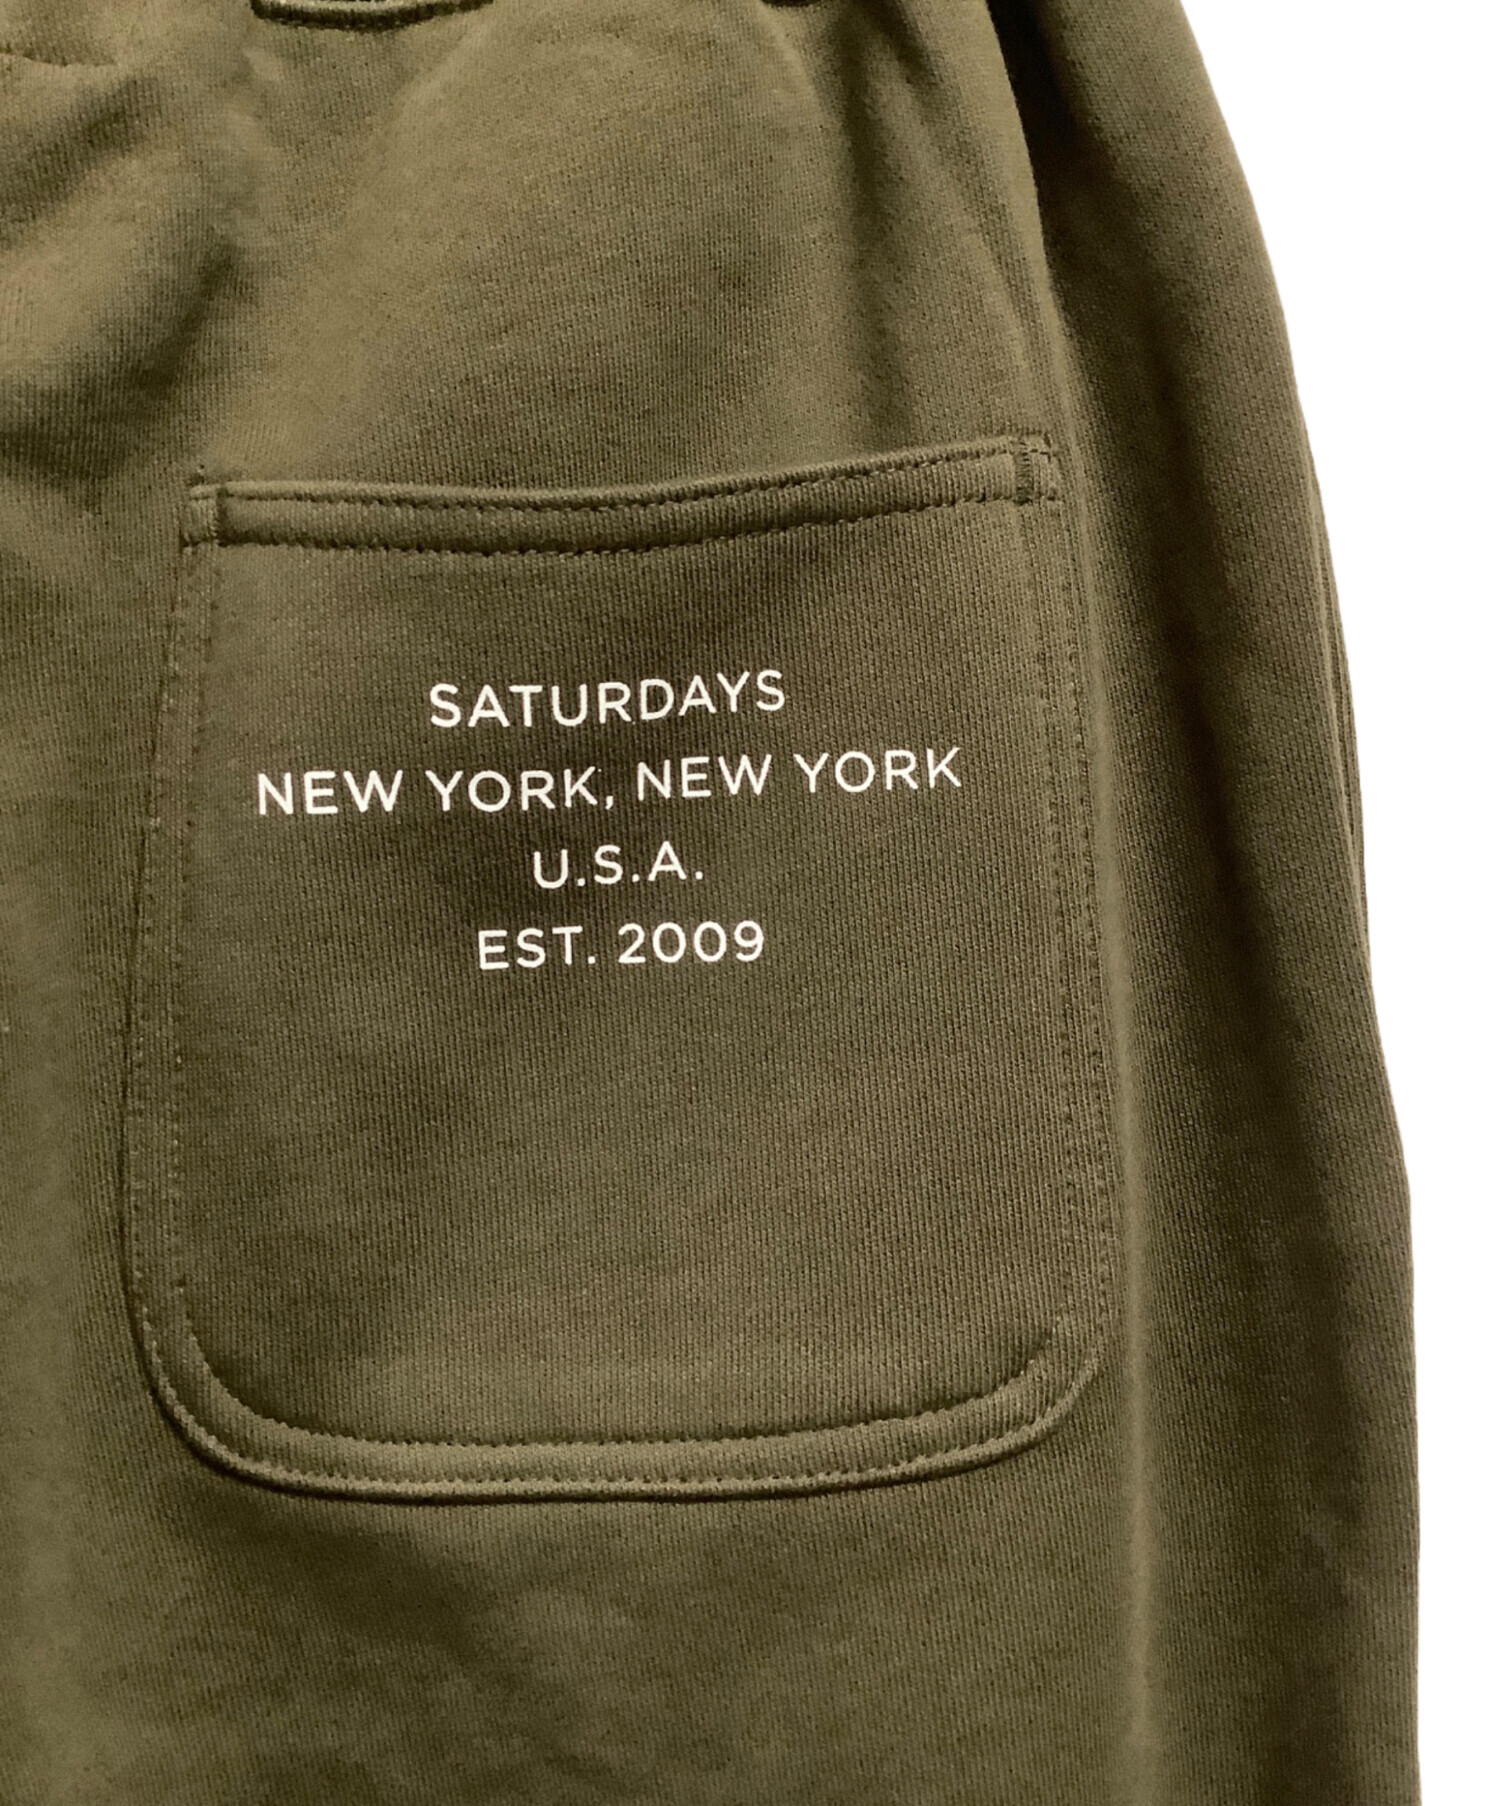 SATURDAYS
NEW YORK, NEW YORK
U.S.A.
EST. 2009